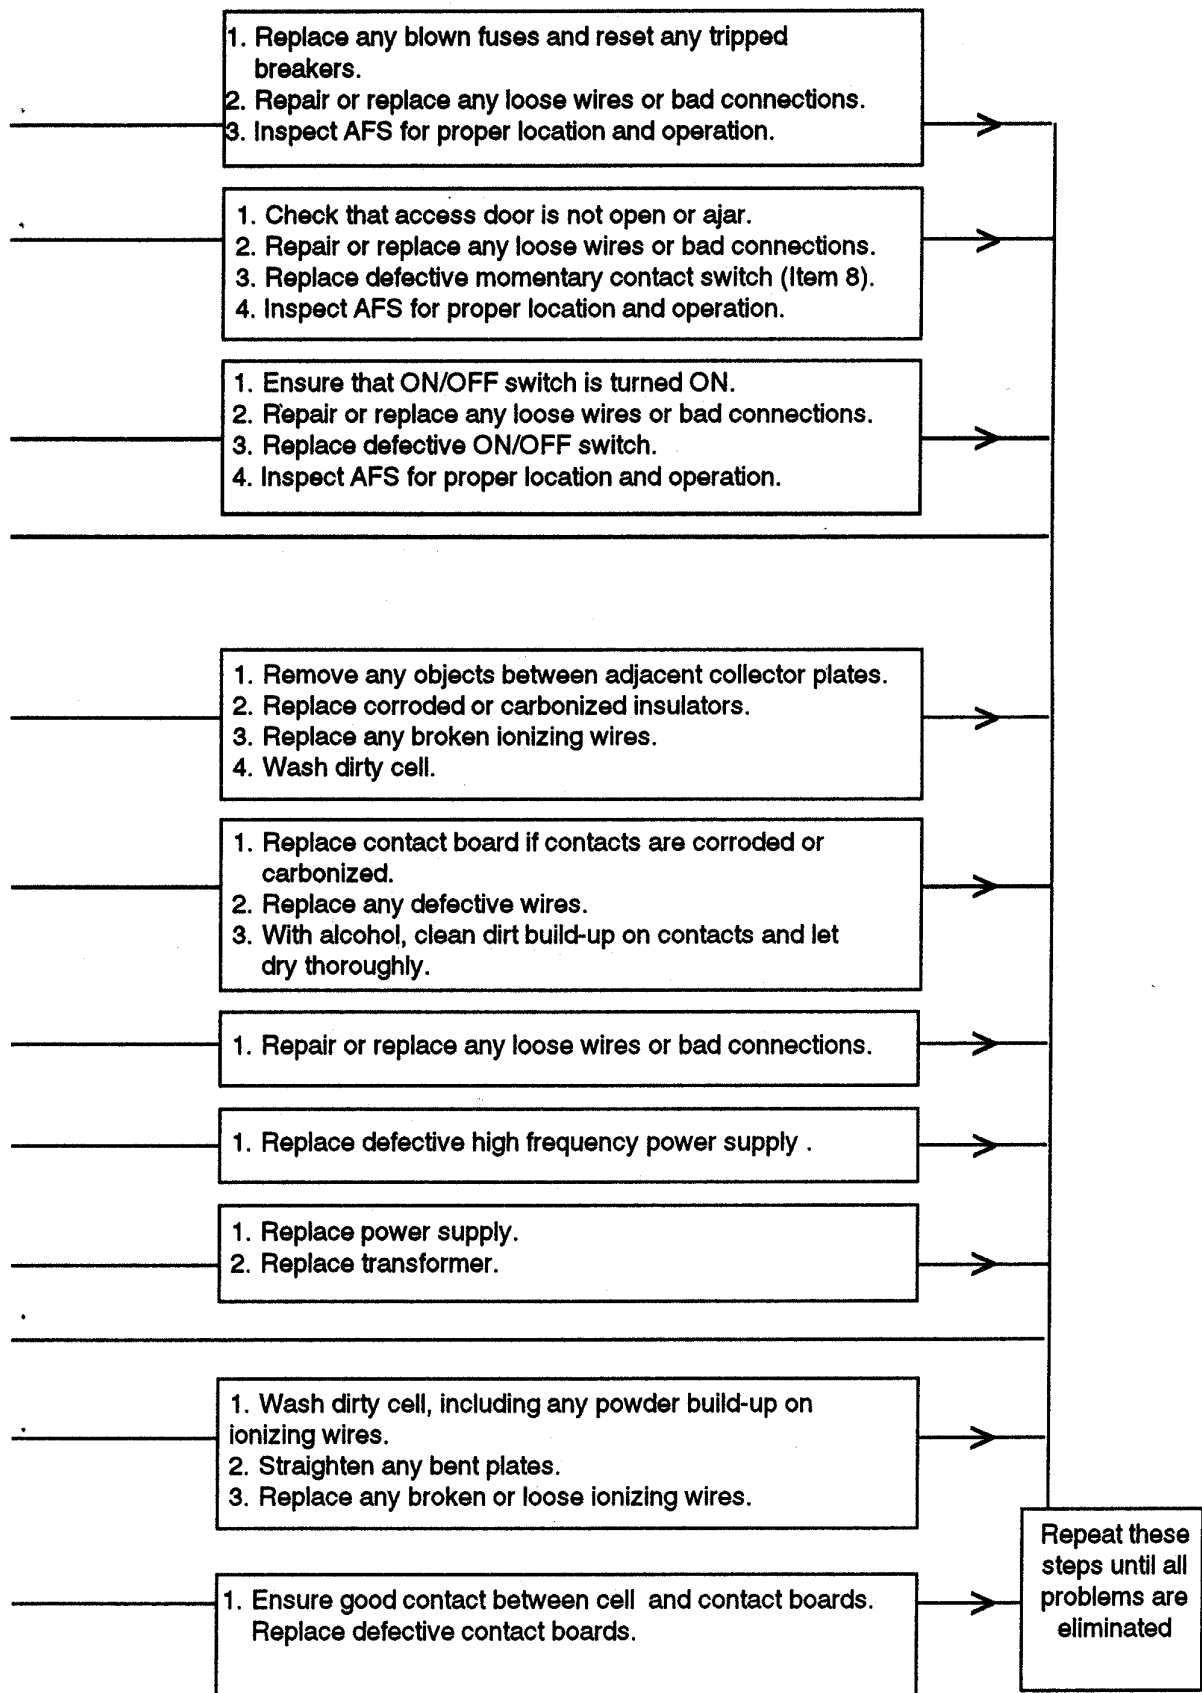 1. Replace any blown fuses and reset any tripped
breakers.
2. Repair or replace any loose wires or bad connections.
3. Inspect AFS for proper location and operation.
1. Check that access door is not open or ajar.
2. Repair or replace any loose wires or bad connections.
3. Replace defective momentary contact switch (Item 8).
4. Inspect AFS for proper location and operation.
1. Ensure that ON/OFF switch is turned ON.
2. Repair or replace any loose wires or bad connections.
3. Replace defective ON/OFF switch.
4. Inspect AFS for proper location and operation.
1. Remove any objects between adjacent collector plates.
2. Replace corroded or carbonized insulators.
3. Replace any broken ionizing wires.
4. Wash dirty cell.
1. Replace contact board if contacts are corroded or
carbonized.
2. Replace any defective wires.
3. With alcohol, clean dirt build-up on contacts and let
dry thoroughly.
1. Repair or replace any loose wires or bad connections.
1. Replace defective high frequency power supply .
1. Replace power supply.
2. Replace transformer.
1. Wash dirty cell, including any powder build-up on
ionizing wires.
2. Straighten any bent plates.
3. Replace any broken or loose ionizing wires.
1. Ensure good contact between cell and contact boards.
Replace defective contact boards.
Repeat these
steps until all
problems are
eliminated